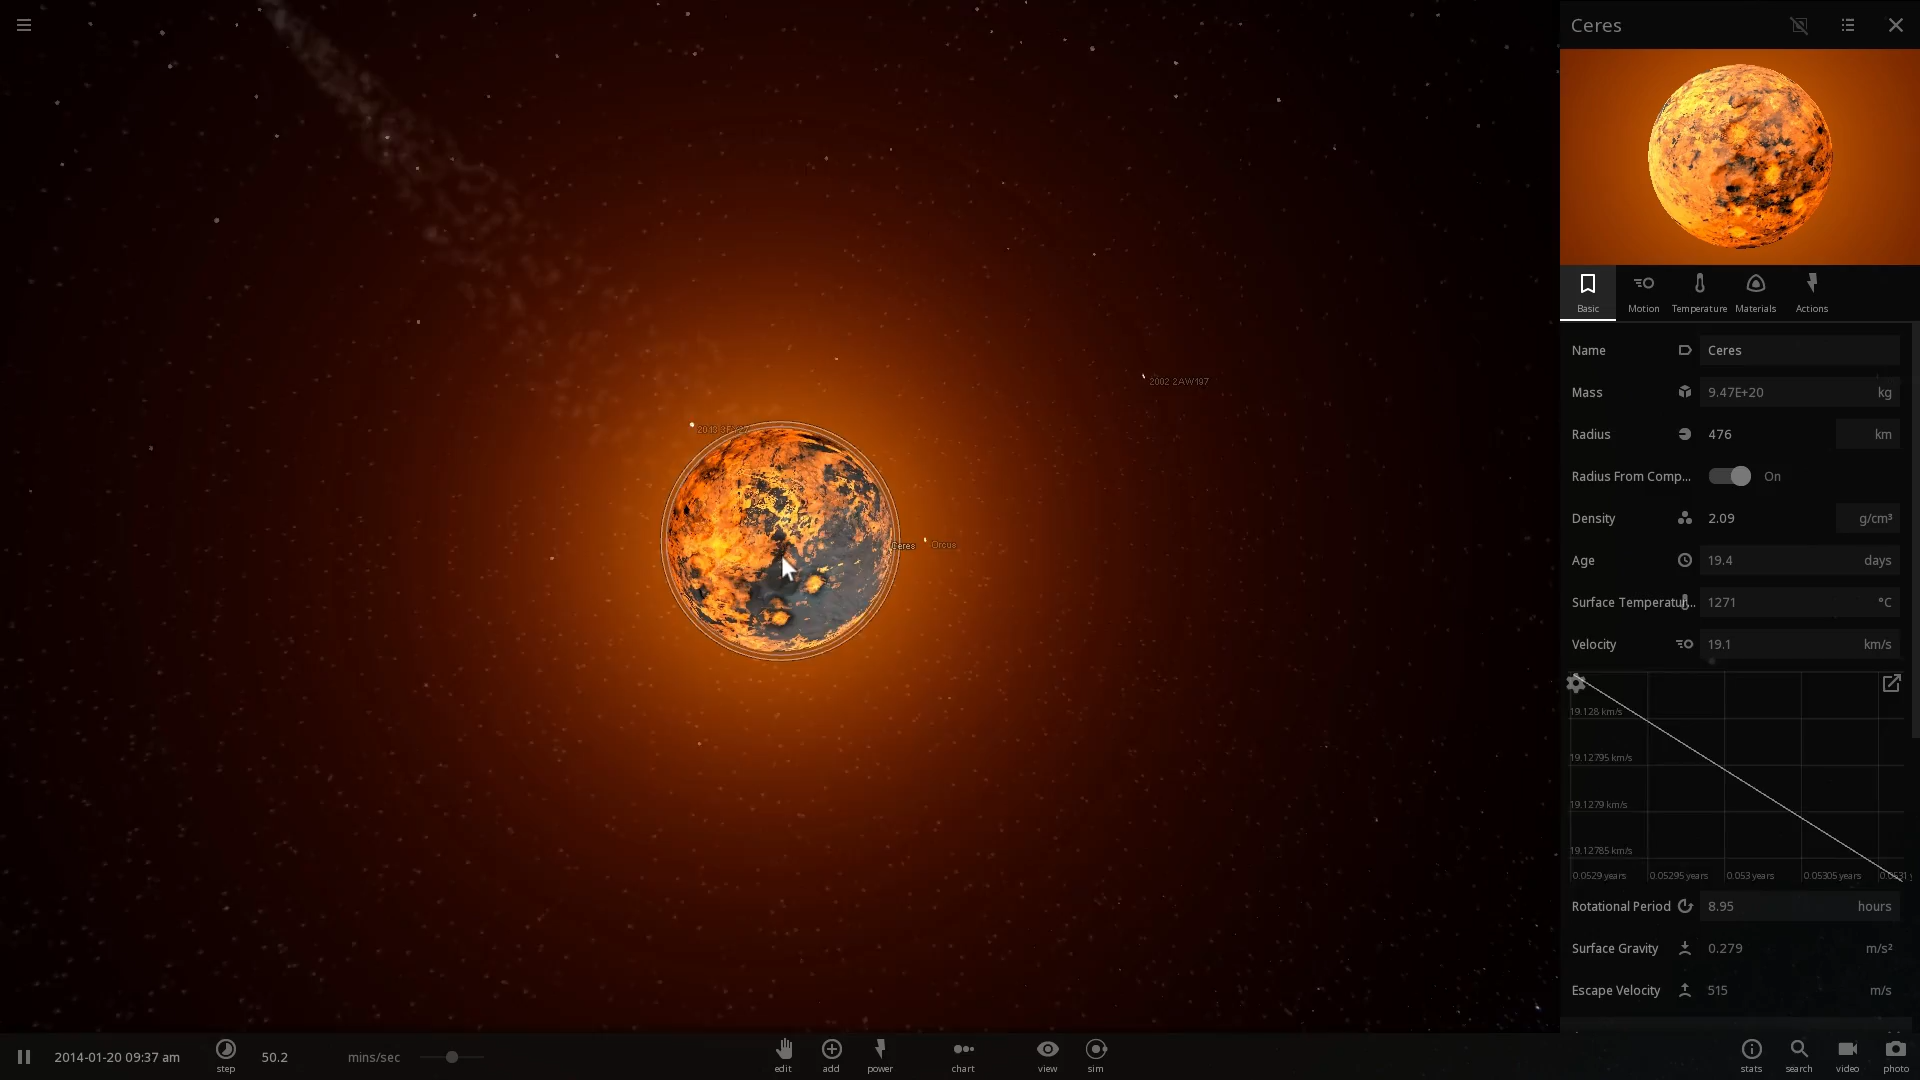 Ceres
2002 2AW197
Ceres
Orcus
Basic
Motion
Temperature
Materials
Actions
Name Ceres
Mass 9.47E+20 kg
Radius 476 km
Radius From Comp... On
Density 2.09 g/cm³
Age 19.4 days
Surface Temperatur... 1271 °C
Velocity 19.1 km/s
19.128 km/s
19.12795 km/s
19.1279 km/s
19.12785 km/s
0.0529 years 0.05295 years 0.053 years 0.05305 years
Rotational Period 8.95 hours
Surface Gravity 0.279 m/s²
Escape Velocity 515 m/s
2014-01-20 09:37 am
step
50.2 mins/sec
edit
add
power
chart
view
sim
stats
search
video
photo